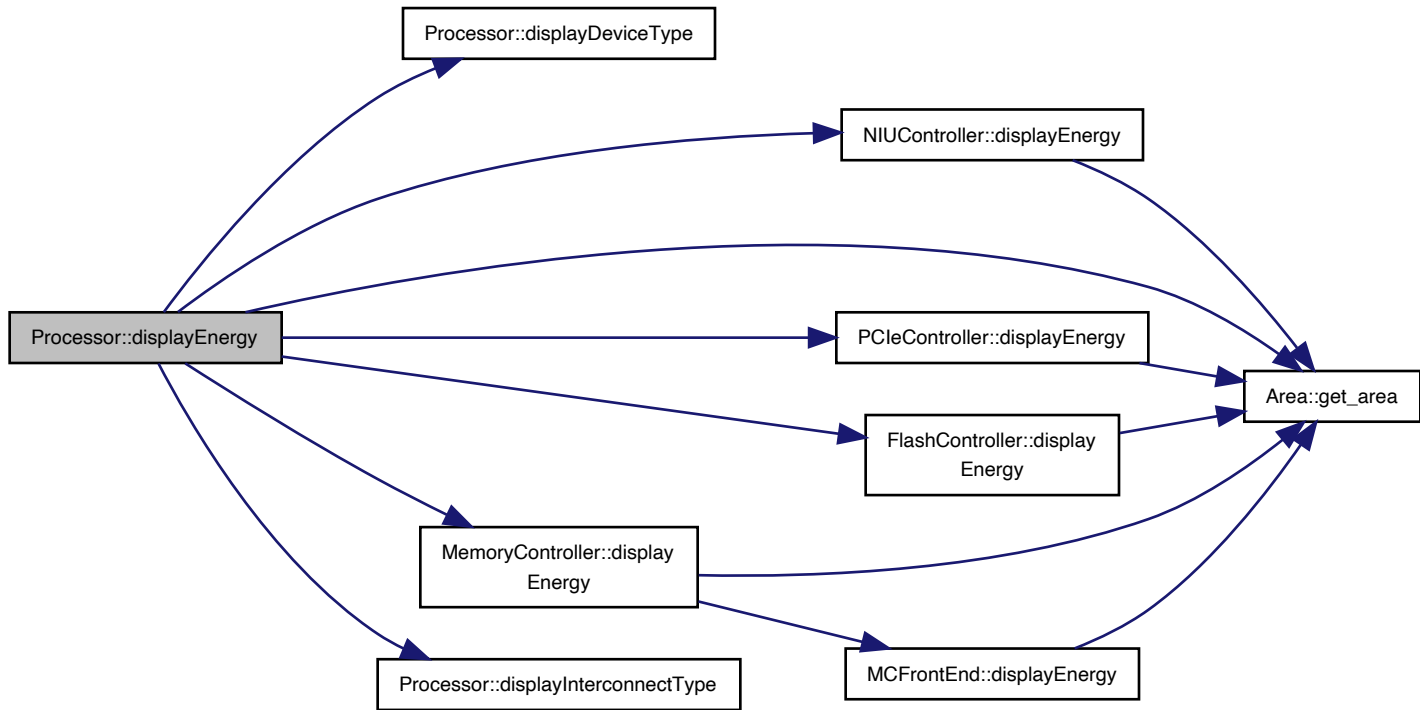 Processor::displayDeviceType
NIUController::displayEnergy
Processor::displayEnergy
PCIeController::displayEnergy
Area::get_area
FlashController::display
Energy
MemoryController::display
Energy
MCFrontEnd::displayEnergy
Processor::displayInterconnectType